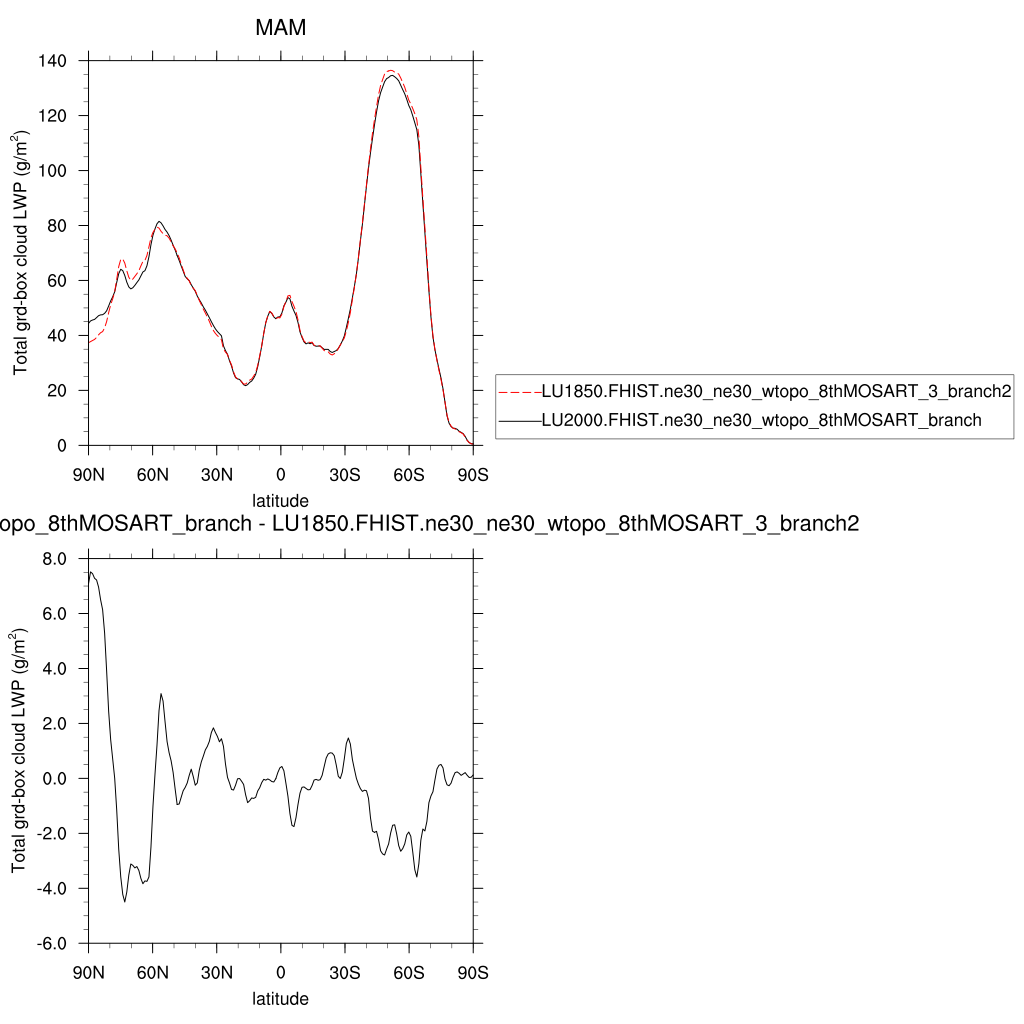 MAM
140
120
100
80
60
40
20
0
Total grd-box cloud LWP (g/m²)
90N 60N 30N 0 30S 60S 90S
latitude
LU1850.FHIST.ne30_ne30_wtopo_8thMOSART_3_branch2
LU2000.FHIST.ne30_ne30_wtopo_8thMOSART_branch
opo_8thMOSART_branch - LU1850.FHIST.ne30_ne30_wtopo_8thMOSART_3_branch2
8.0
6.0
4.0
2.0
0.0
-2.0
-4.0
-6.0
Total grd-box cloud LWP (g/m²)
90N 60N 30N 0 30S 60S 90S
latitude